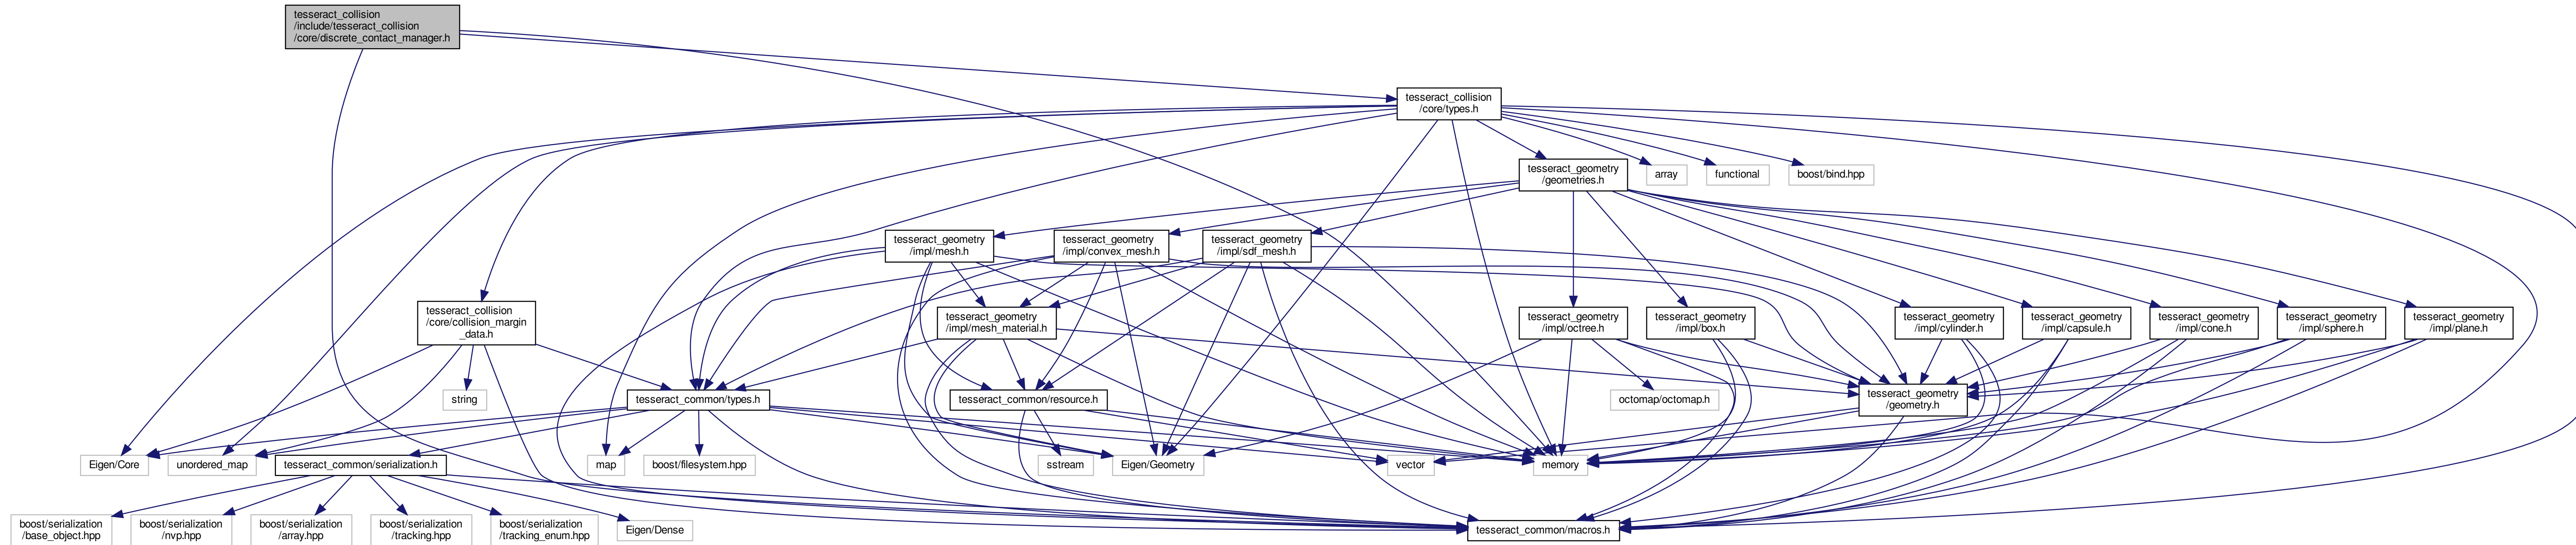 tesseract_collision
/include/tesseract_collision
/core/discrete_contact_manager.h
tesseract_collision
/core/types.h
tesseract_geometry
/geometries.h
array
functional
boost/bind.hpp
tesseract_geometry
/impl/mesh.h
tesseract_geometry
/impl/convex_mesh.h
tesseract_geometry
/impl/sdf_mesh.h
tesseract_collision
/core/collision_margin
_data.h
tesseract_geometry
/impl/mesh_material.h
tesseract_geometry
/impl/octree.h
tesseract_geometry
/impl/box.h
tesseract_geometry
/impl/cylinder.h
tesseract_geometry
/impl/capsule.h
tesseract_geometry
/impl/cone.h
tesseract_geometry
/impl/sphere.h
tesseract_geometry
/impl/plane.h
string
tesseract_common/types.h
tesseract_common/resource.h
octomap/octomap.h
tesseract_geometry
/geometry.h
Eigen/Core
unordered_map
tesseract_common/serialization.h
map
boost/filesystem.hpp
sstream
Eigen/Geometry
vector
memory
boost/serialization
/base_object.hpp
boost/serialization
/nvp.hpp
boost/serialization
/array.hpp
boost/serialization
/tracking.hpp
boost/serialization
/tracking_enum.hpp
Eigen/Dense
tesseract_common/macros.h